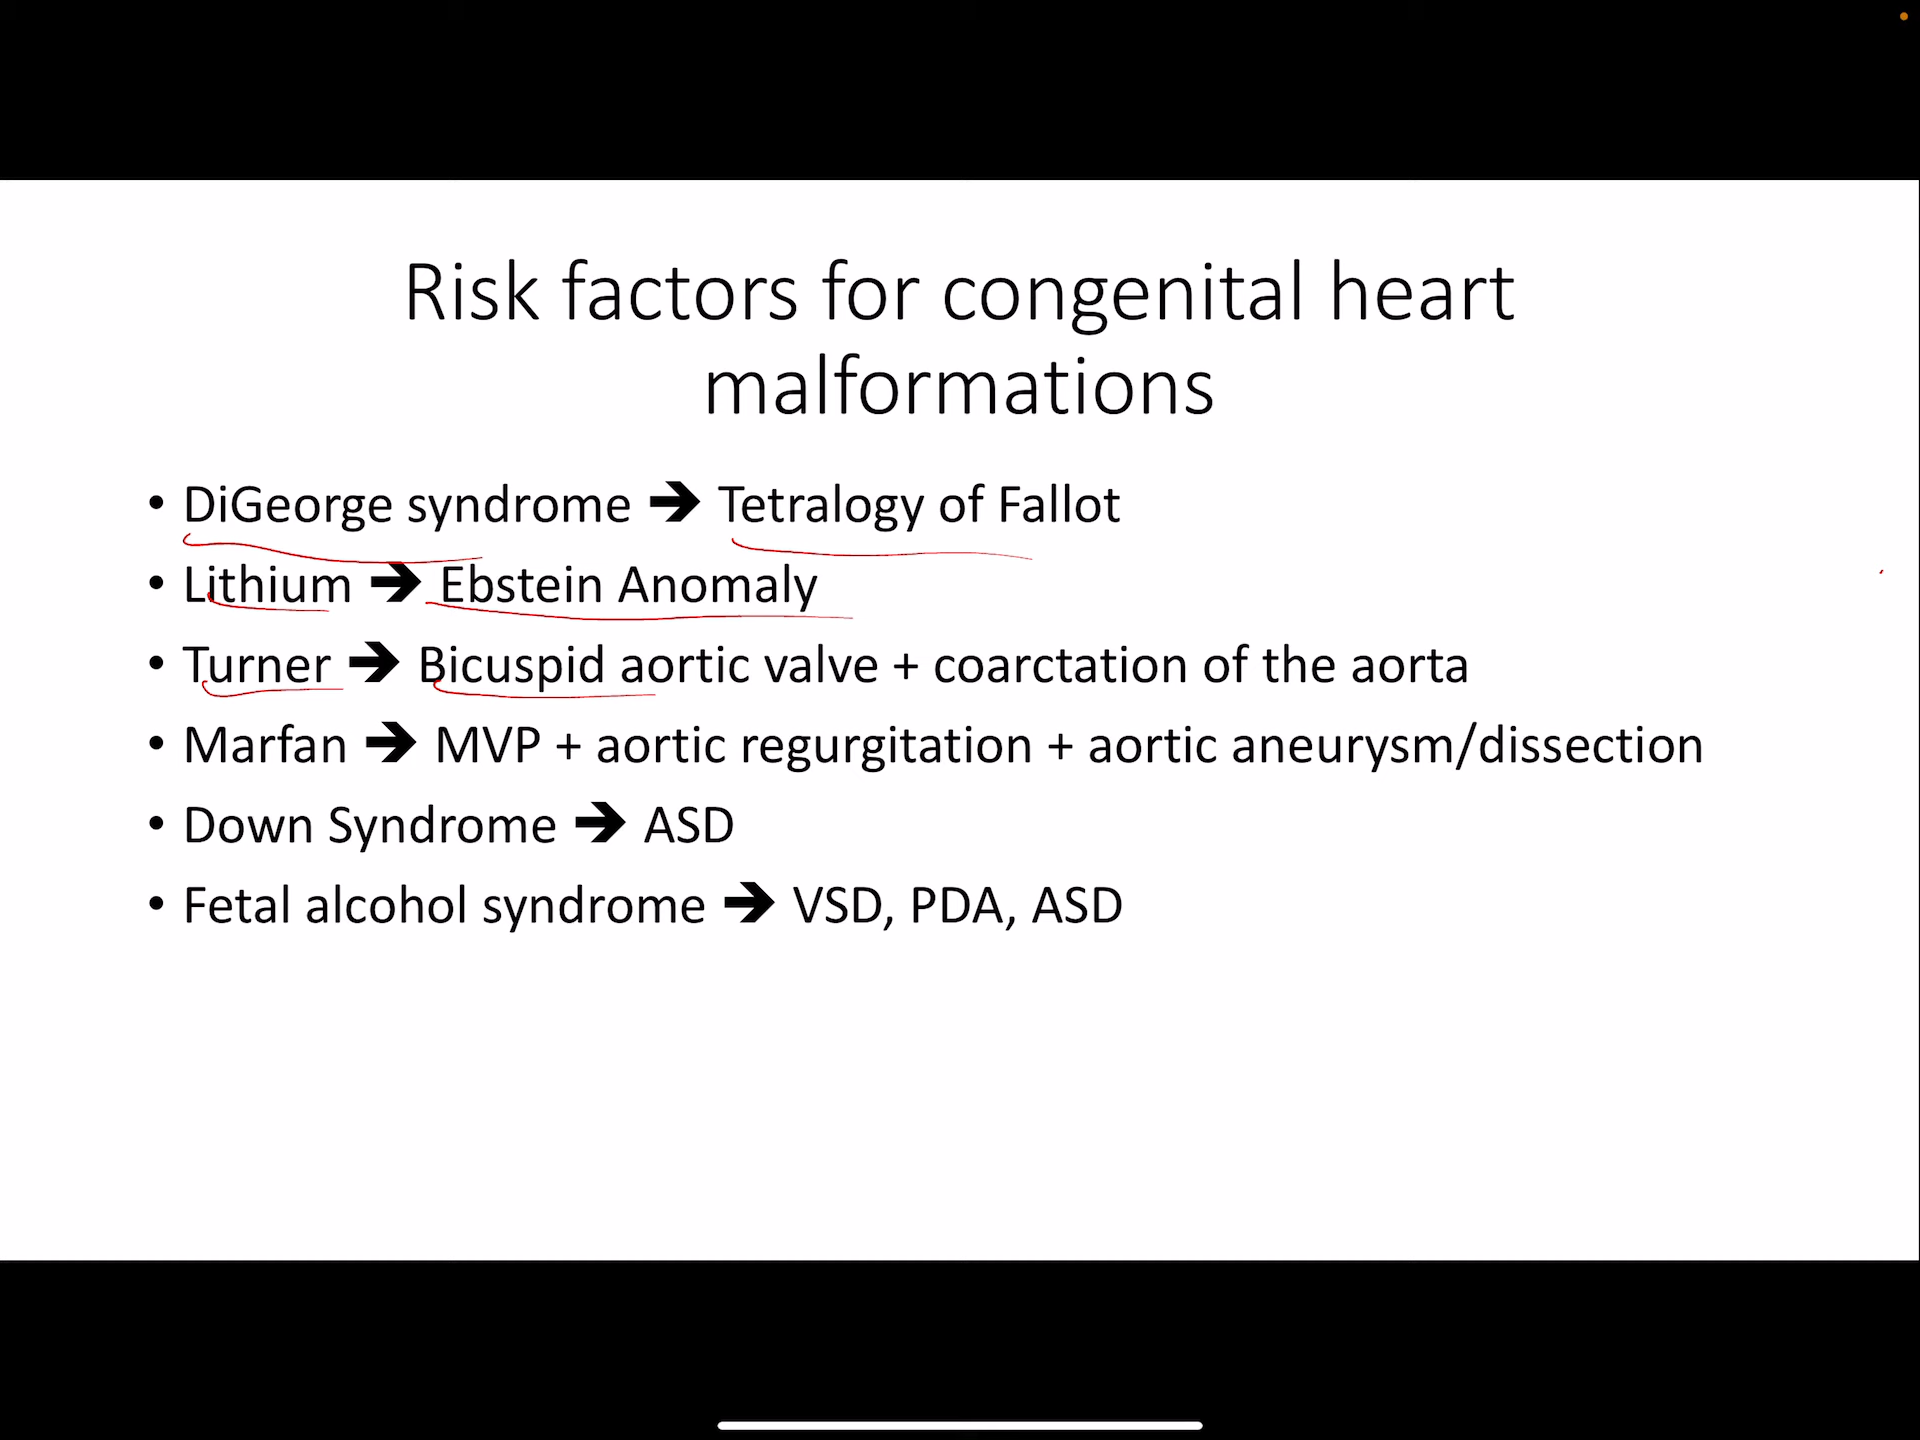 Risk factors for congenital heart
malformations
• DiGeorge syndrome → Tetralogy of Fallot
• Lithium → Ebstein Anomaly
• Turner → Bicuspid aortic valve + coarctation of the aorta
• Marfan → MVP + aortic regurgitation + aortic aneurysm/dissection
• Down Syndrome → ASD
• Fetal alcohol syndrome → VSD, PDA, ASD